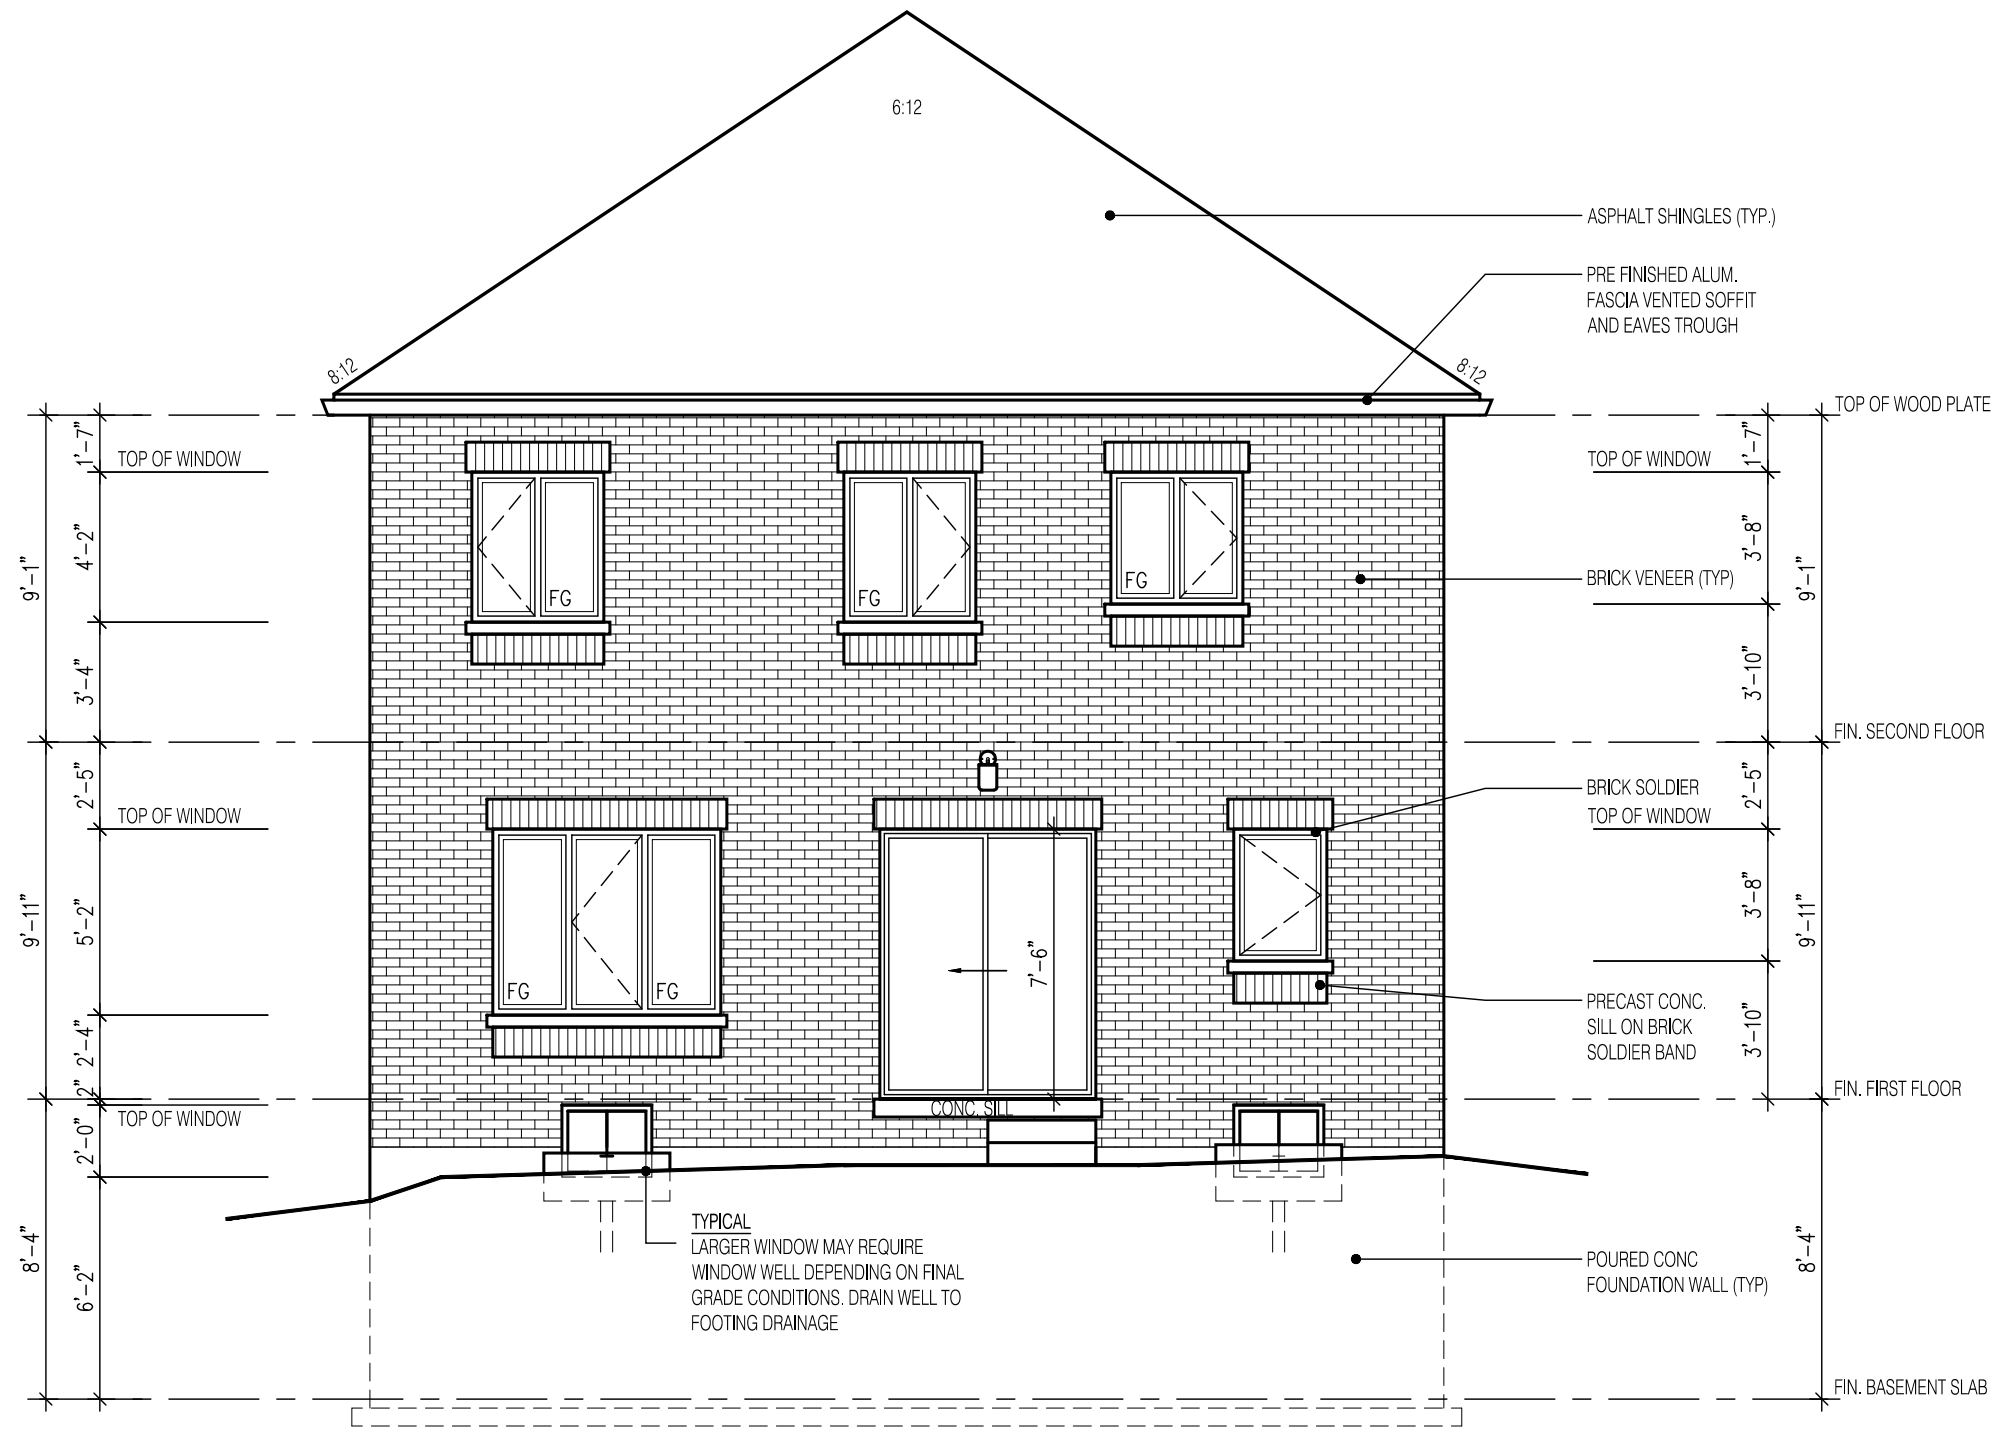 6:12
8:12
8:12
ASPHALT SHINGLES (TYP.)
PRE FINISHED ALUM.
FASCIA VENTED SOFFIT
AND EAVES TROUGH
TOP OF WOOD PLATE
1'-7"
TOP OF WINDOW
4'-2"
9'-1"
3'-4"
FG
FG
FG
TOP OF WINDOW
1'-7"
3'-8"
BRICK VENEER (TYP)
9'-1"
3'-10"
FIN. SECOND FLOOR
2'-5"
TOP OF WINDOW
9'-11"
5'-2"
2'-4"
2"
FG
FG
7'-6"
CONC. SILL
BRICK SOLDIER
TOP OF WINDOW
2'-5"
3'-8"
9'-11"
PRECAST CONC.
SILL ON BRICK
SOLDIER BAND
3'-10"
FIN. FIRST FLOOR
TOP OF WINDOW
2'-0"
8'-4"
6'-2"
TYPICAL
LARGER WINDOW MAY REQUIRE
WINDOW WELL DEPENDING ON FINAL
GRADE CONDITIONS. DRAIN WELL TO
FOOTING DRAINAGE
POURED CONC
FOUNDATION WALL (TYP)
8'-4"
FIN. BASEMENT SLAB